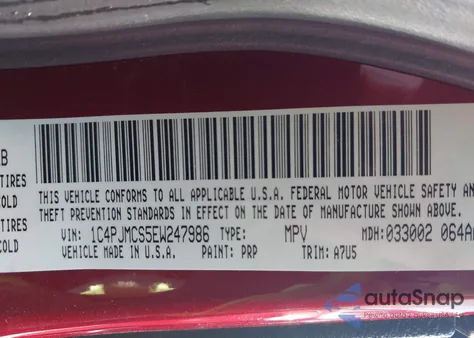 B
TIRES
COLD
TIRES
COLD
THIS VEHICLE CONFORMS TO ALL APPLICABLE U.S.A. FEDERAL MOTOR VEHICLE SAFETY AN
THEFT PREVENTION STANDARDS IN EFFECT ON THE DATE OF MANUFACTURE SHOWN ABOVE.
VIN: 1C4PJMCS5EW247986 TYPE: MPV MDH: 033002 064A
VEHICLE MADE IN U.S.A. PAINT: PRP TRIM: A7U5
autoSnap